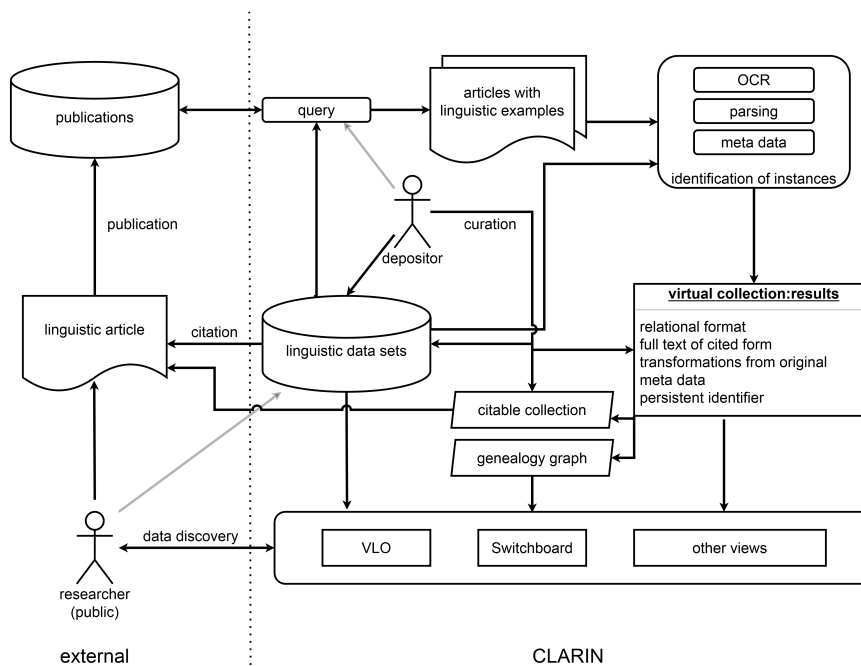 publications
query
articles with
linguistic examples
OCR
parsing
meta data
identification of instances
publication
depositor
curation
linguistic article
citation
linguistic data sets
virtual collection:results
relational format
full text of cited form
transformations from original
meta data
persistent identifier
citable collection
genealogy graph
data discovery
VLO
Switchboard
other views
researcher
(public)
external
CLARIN